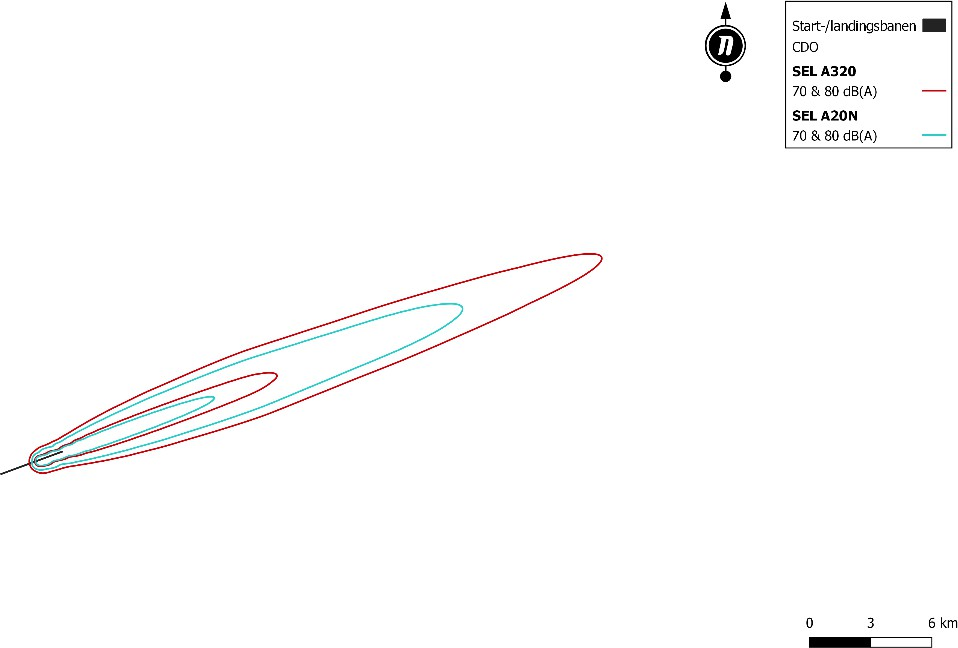 n
Start-/landingsbanen
CDO
SEL A320
70 & 80 dB(A)
SEL A20N
70 & 80 dB(A)
0 3 6 km